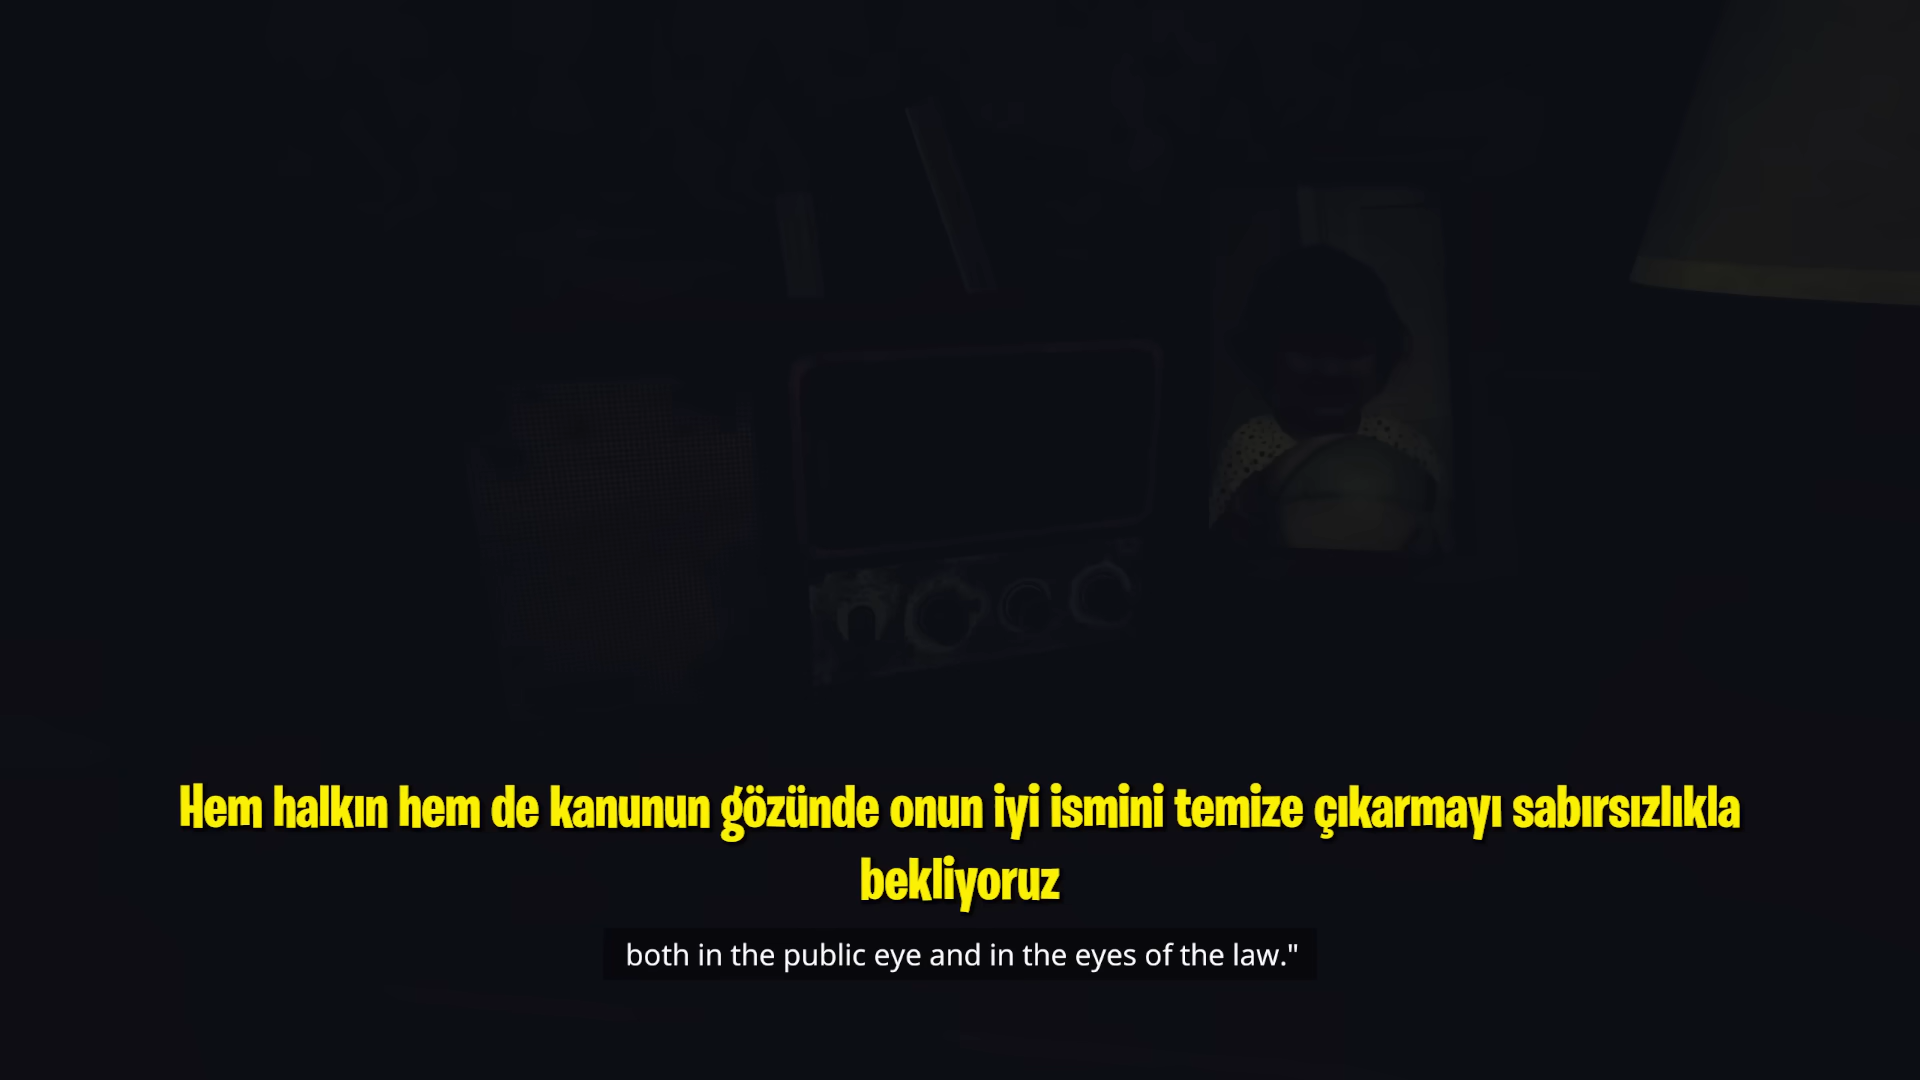 Hem halkın hem de kanunun gözünde onun iyi ismini temize çıkarmayı sabırsızlıkla
bekliyoruz
both in the public eye and in the eyes of the law."